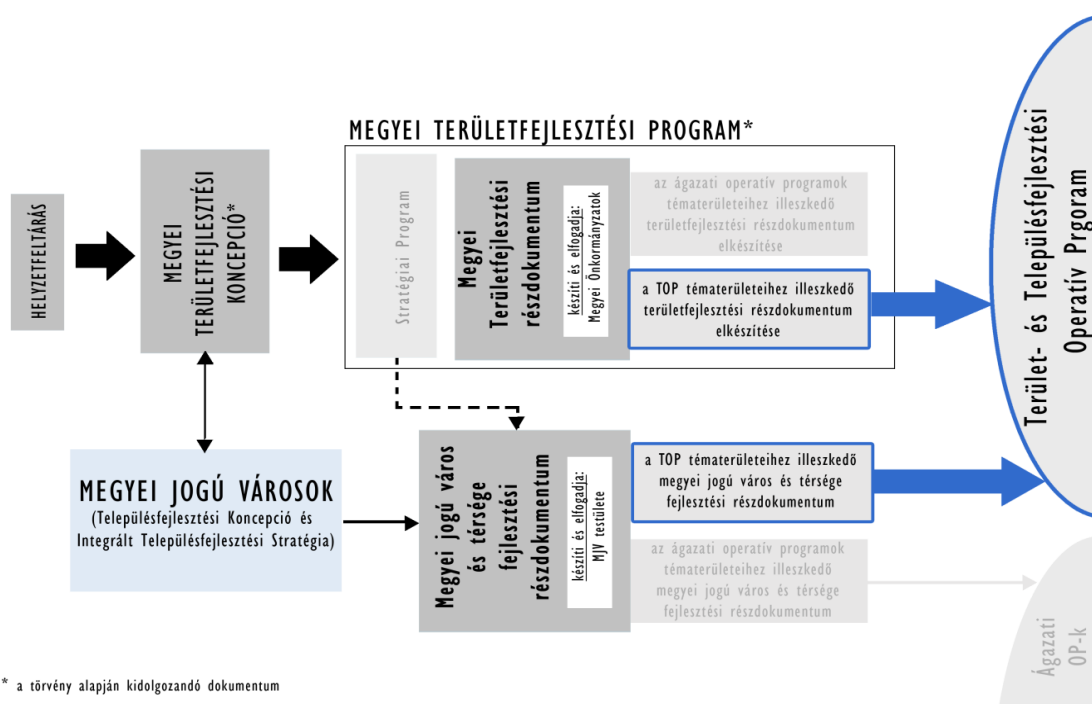 HELYZETFELTÁRÁS
MEGYEI
TERÜLETFEJLESZTÉSI
KONCEPCIÓ*
MEGYEI TERÜLETFEJLESZTÉSI PROGRAM*
Stratégiai Program
Megyei
Területfejlesztési
részdokumentum
készíti és elfogadja:
Megyei Önkormányzatok
az ágazati operatív programok
tématerületeihez illeszkedő
területfejlesztési részdokumentum
elkészítése
a TOP tématerületeihez illeszkedő
területfejlesztési részdokumentum
elkészítése
Terület- és Településfejlesztési
Operatív Prgoram
MEGYEI JOGÚ VÁROSOK
(Településfejlesztési Koncepció és
Integrált Településfejlesztési Stratégia)
Megyei jogú város
és térsége
fejlesztési
részdokumentum
készíti és elfogadja:
MJV testülete
a TOP tématerületeihez illeszkedő
megyei jogú város és térsége
fejlesztési részdokumentum
az ágazati operatív programok
tématerületeihez illeszkedő
megyei jogú város és térsége
fejlesztési részdokumentum
Ágazati
OP-k
* a törvény alapján kidolgozandó dokumentum